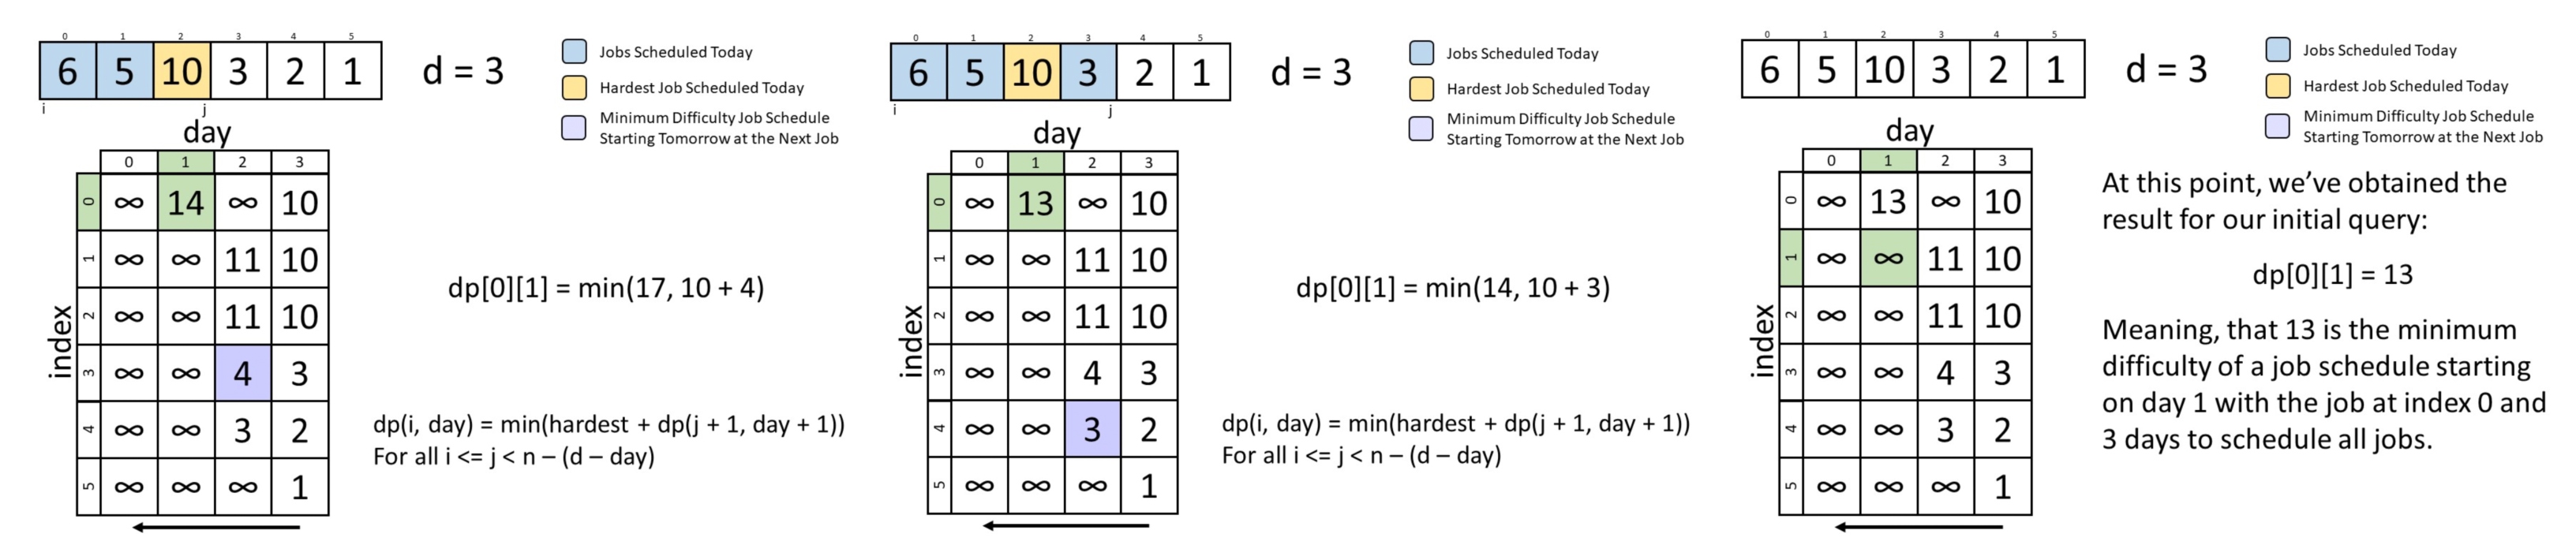 0 1 2 3 4 5
6 5 10 3 2 1
i j
d = 3
Jobs Scheduled Today
Hardest Job Scheduled Today
Minimum Difficulty Job Schedule
Starting Tomorrow at the Next Job
day
0 1 2 3
index
0 ∞ 14 ∞ 10
1 ∞ ∞ 11 10
2 ∞ ∞ 11 10
3 ∞ ∞ 4 3
4 ∞ ∞ 3 2
5 ∞ ∞ ∞ 1
dp[0][1] = min(17, 10 + 4)
dp(i, day) = min(hardest + dp(j + 1, day + 1))
For all i <= j < n – (d – day)
0 1 2 3 4 5
6 5 10 3 2 1
i j
d = 3
Jobs Scheduled Today
Hardest Job Scheduled Today
Minimum Difficulty Job Schedule
Starting Tomorrow at the Next Job
day
0 1 2 3
index
0 ∞ 13 ∞ 10
1 ∞ ∞ 11 10
2 ∞ ∞ 11 10
3 ∞ ∞ 4 3
4 ∞ ∞ 3 2
5 ∞ ∞ ∞ 1
dp[0][1] = min(14, 10 + 3)
dp(i, day) = min(hardest + dp(j + 1, day + 1))
For all i <= j < n – (d – day)
0 1 2 3 4 5
6 5 10 3 2 1
d = 3
Jobs Scheduled Today
Hardest Job Scheduled Today
Minimum Difficulty Job Schedule
Starting Tomorrow at the Next Job
day
0 1 2 3
index
0 ∞ 13 ∞ 10
1 ∞ ∞ 11 10
2 ∞ ∞ 11 10
3 ∞ ∞ 4 3
4 ∞ ∞ 3 2
5 ∞ ∞ ∞ 1
At this point, we’ve obtained the
result for our initial query:
dp[0][1] = 13
Meaning, that 13 is the minimum
difficulty of a job schedule starting
on day 1 with the job at index 0 and
3 days to schedule all jobs.